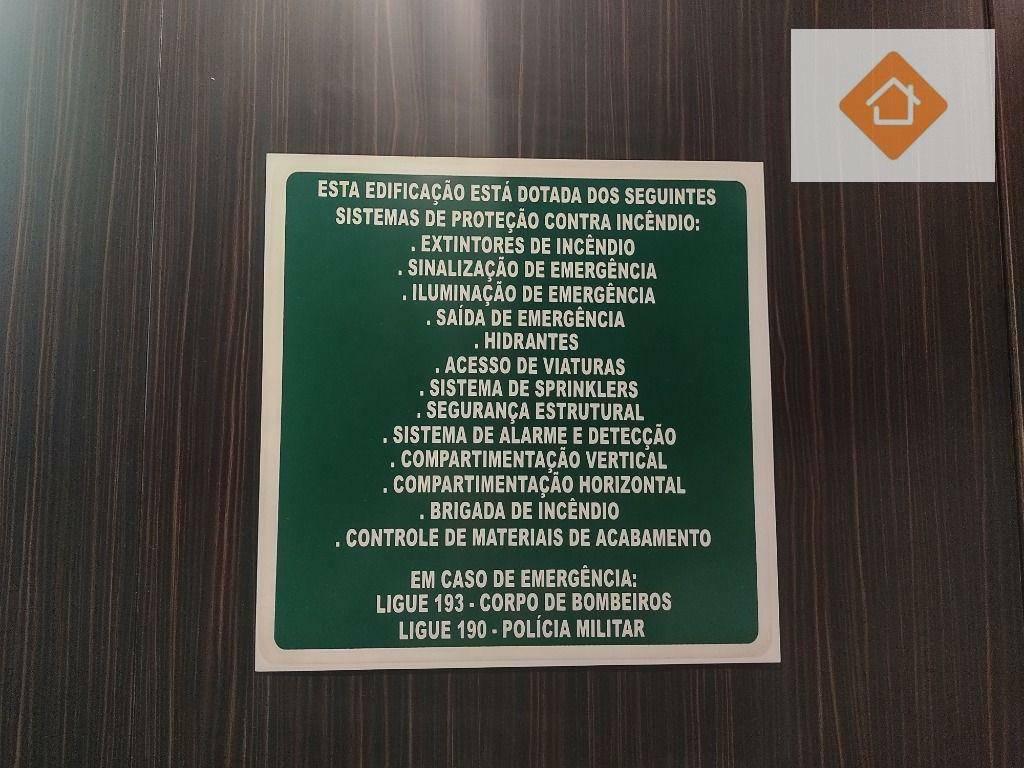 ESTA EDIFICAÇÃO ESTÁ DOTADA DOS SEGUINTES
SISTEMAS DE PROTEÇÃO CONTRA INCÊNDIO:
. EXTINTORES DE INCÊNDIO
. SINALIZAÇÃO DE EMERGÊNCIA
. ILUMINAÇÃO DE EMERGÊNCIA
. SAÍDA DE EMERGÊNCIA
. HIDRANTES
. ACESSO DE VIATURAS
. SISTEMA DE SPRINKLERS
. SEGURANÇA ESTRUTURAL
. SISTEMA DE ALARME E DETECÇÃO
. COMPARTIMENTAÇÃO VERTICAL
. COMPARTIMENTAÇÃO HORIZONTAL
. BRIGADA DE INCÊNDIO
. CONTROLE DE MATERIAIS DE ACABAMENTO
EM CASO DE EMERGÊNCIA:
LIGUE 193 - CORPO DE BOMBEIROS
LIGUE 190 - POLÍCIA MILITAR